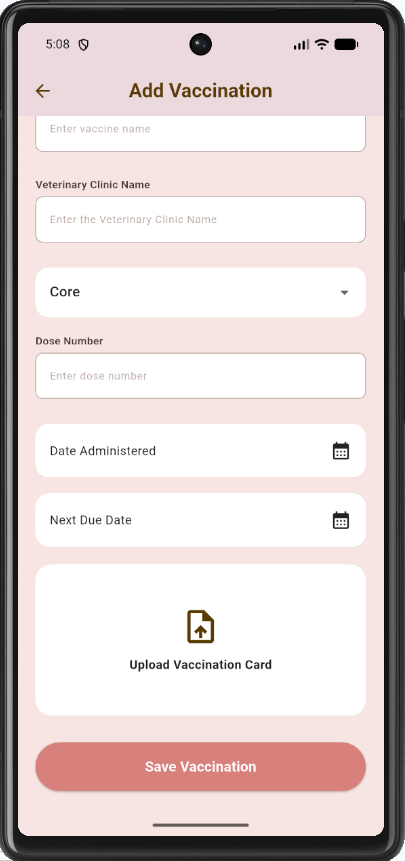 5:08
Add Vaccination
Enter vaccine name
Veterinary Clinic Name
Enter the Veterinary Clinic Name
Core
Dose Number
Enter dose number
Date Administered
Next Due Date
Upload Vaccination Card
Save Vaccination